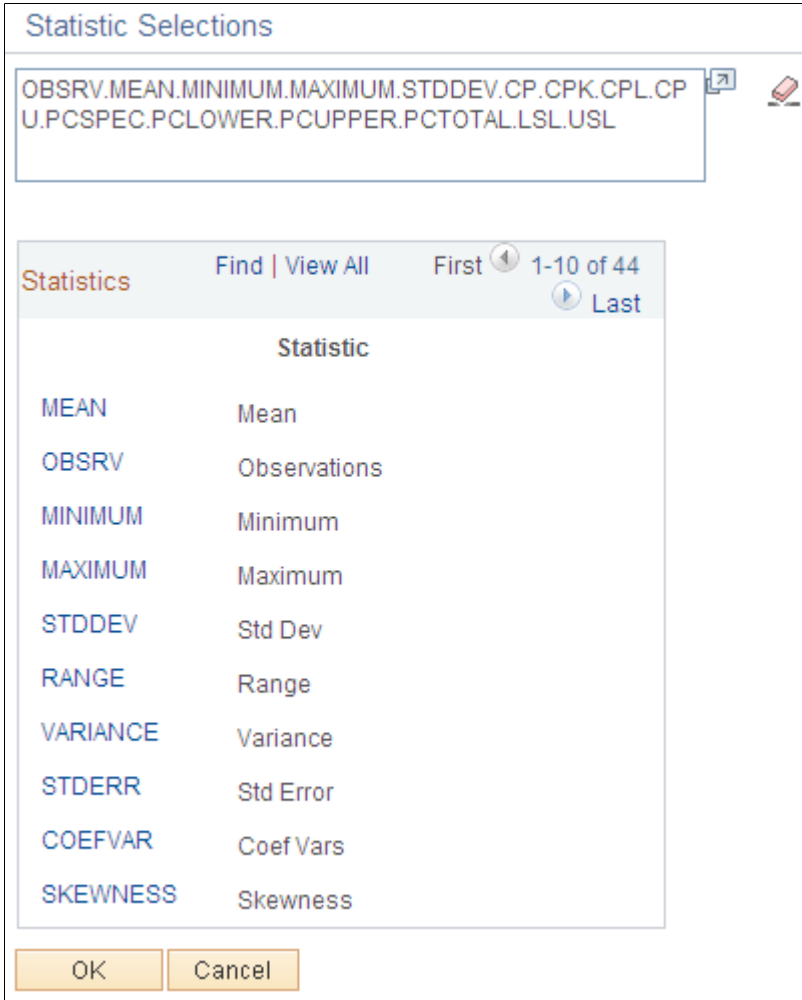 Statistic Selections
OBSRV.MEAN.MINIMUM.MAXIMUM.STDDEV.CP.CPK.CPL.CP
U.PCSPEC.PCLOWER.PCUPPER.PCTOTAL.LSL.USL
Statistics Find | View All First 1-10 of 44
Last
Statistic
MEAN Mean
OBSRV Observations
MINIMUM Minimum
MAXIMUM Maximum
STDDEV Std Dev
RANGE Range
VARIANCE Variance
STDERR Std Error
COEFVAR Coef Vars
SKEWNESS Skewness
OK Cancel